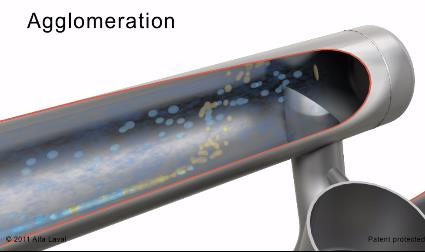 Agglomeration
© 2011 Alfa Laval
Patent protected